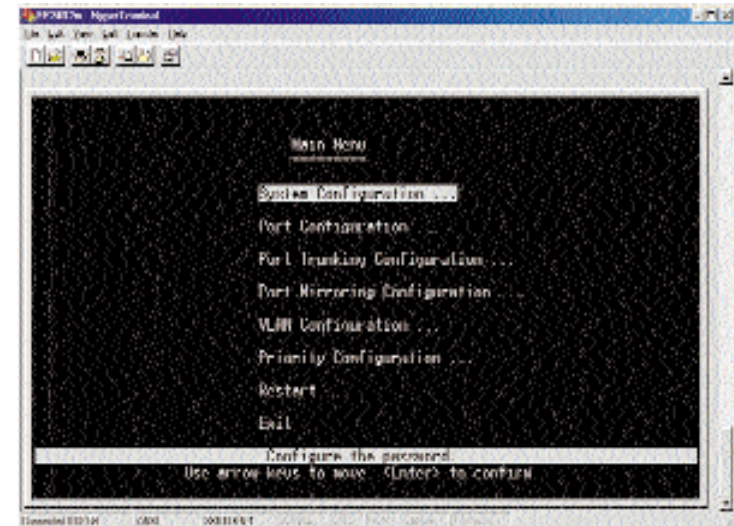 HyperTerminal
Main Menu
System Configuration ...
Port Configuration ...
Port Trunking Configuration ...
Port Mirroring Configuration ...
VLAN Configuration ...
Priority Configuration ...
Restart
Exit
Configure the password.
Use arrow keys to move <Enter> to confirm